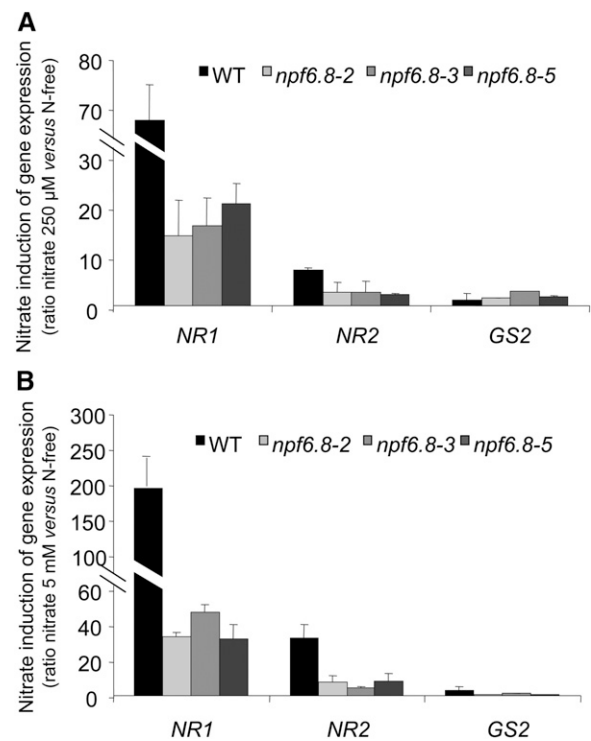 A
Nitrate induction of gene expression
(ratio nitrate 250 µM versus N-free)
80
70
30
20
10
0
WT npf6.8-2 npf6.8-3 npf6.8-5
NR1 NR2 GS2
B
Nitrate induction of gene expression
(ratio nitrate 5 mM versus N-free)
300
250
200
150
100
60
40
20
0
WT npf6.8-2 npf6.8-3 npf6.8-5
NR1 NR2 GS2